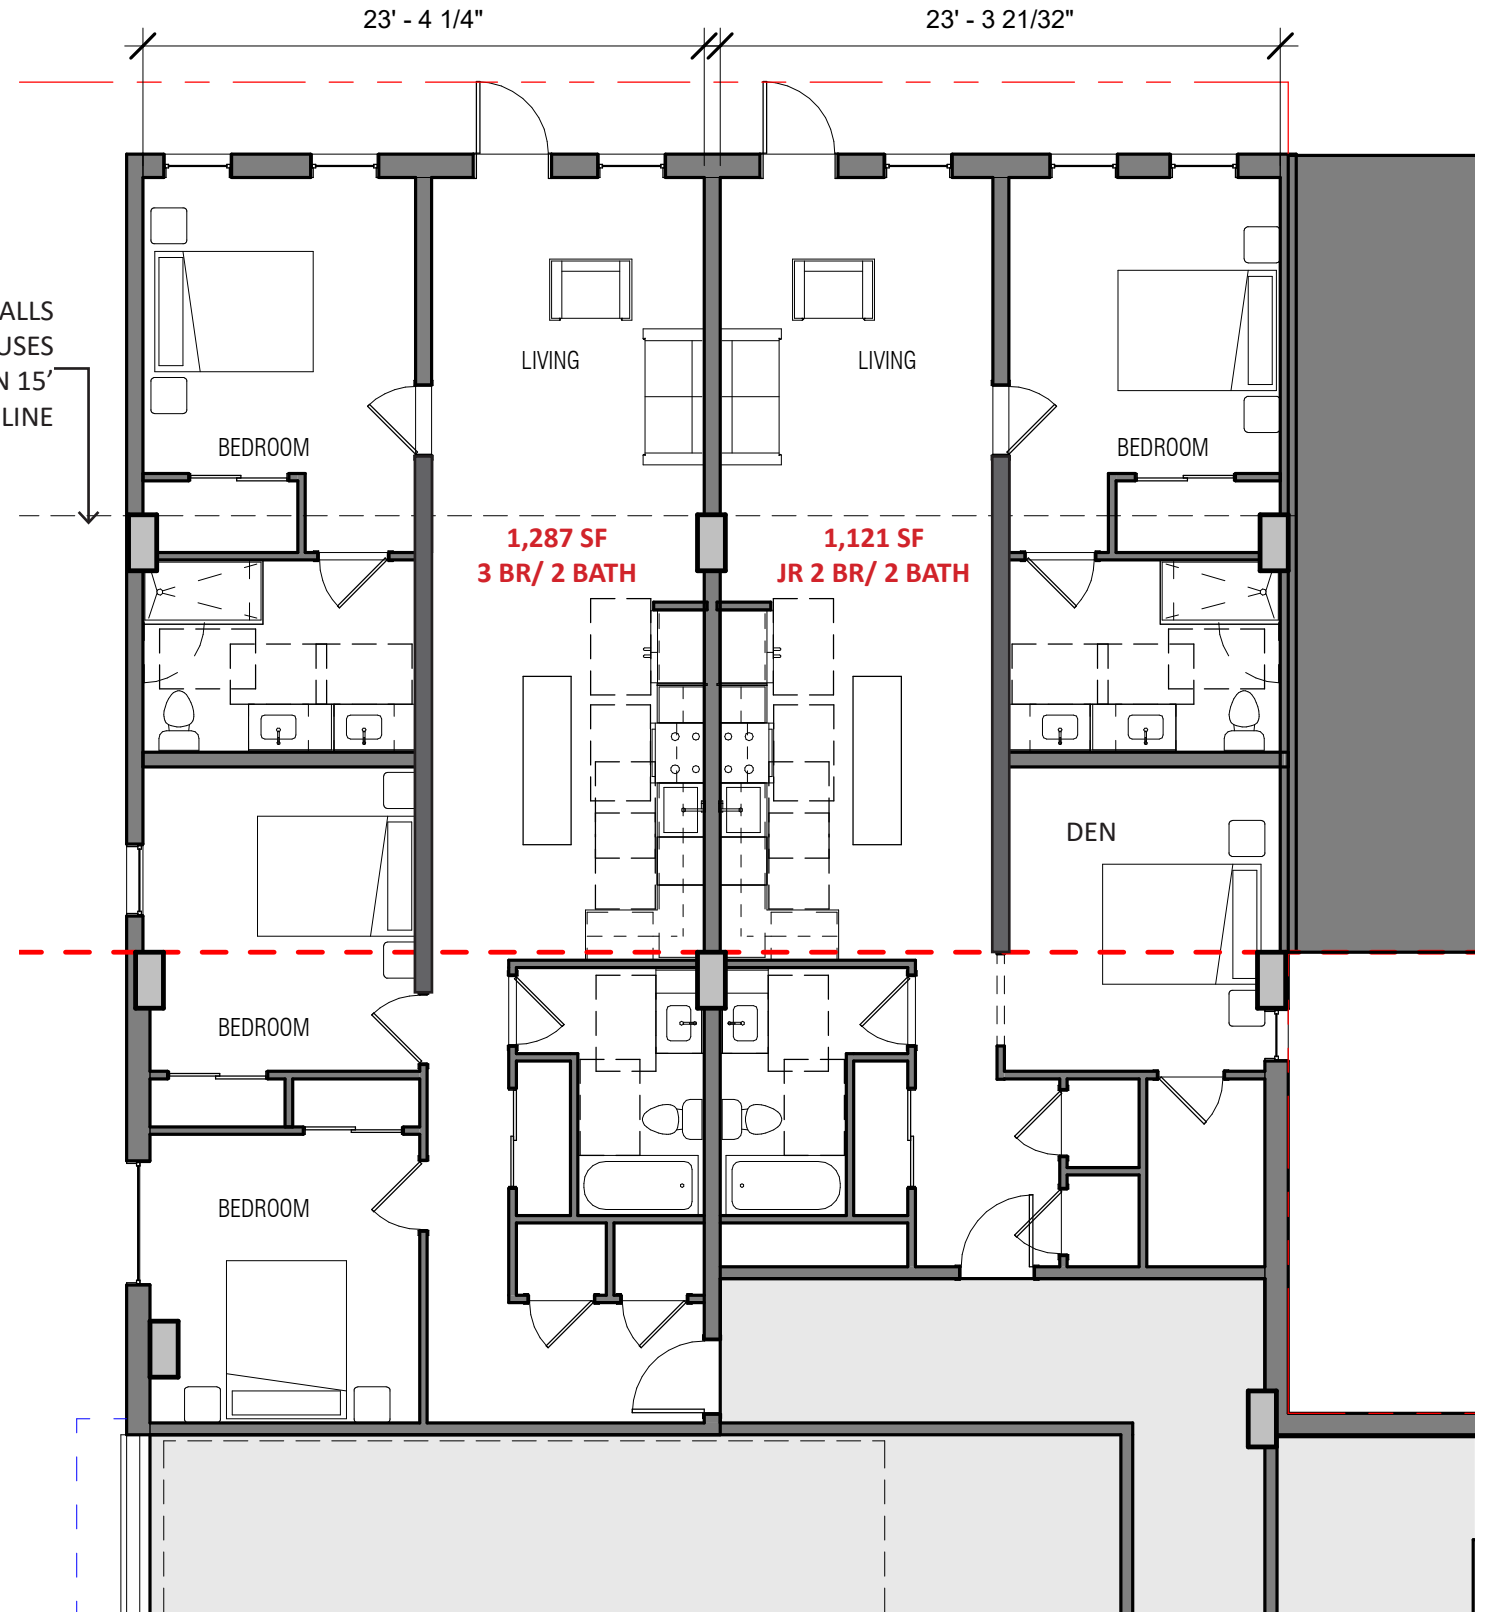 23' - 4 1/4"
23' - 3 21/32"
ALLS
USES
N 15'
LINE
LIVING
LIVING
BEDROOM
BEDROOM
1,287 SF
3 BR/ 2 BATH
1,121 SF
JR 2 BR/ 2 BATH
DEN
BEDROOM
BEDROOM